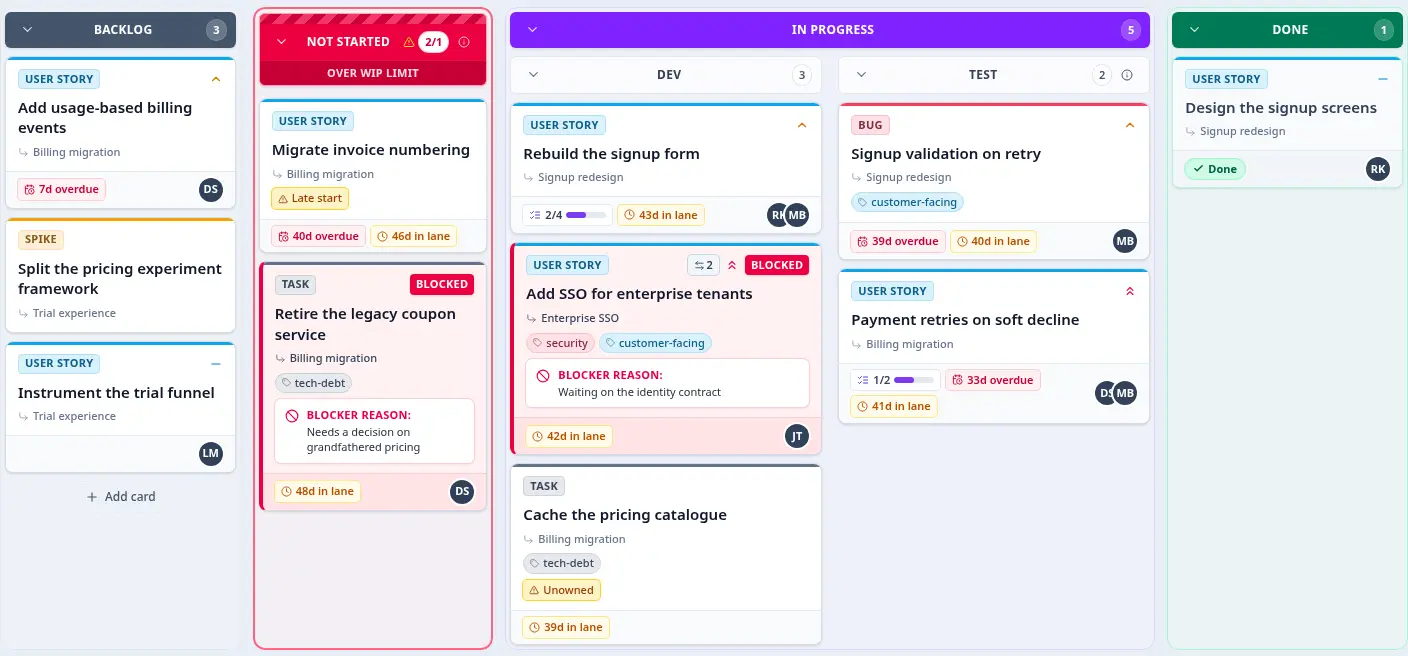 BACKLOG 3
USER STORY
Add usage-based billing
events
Billing migration
7d overdue DS
SPIKE
Split the pricing experiment
framework
Trial experience
USER STORY
Instrument the trial funnel
Trial experience
LM
+ Add card
NOT STARTED 2/1
OVER WIP LIMIT
USER STORY
Migrate invoice numbering
Billing migration
Late start
40d overdue 46d in lane
TASK BLOCKED
Retire the legacy coupon
service
Billing migration
tech-debt
BLOCKER REASON:
Needs a decision on
grandfathered pricing
48d in lane DS
IN PROGRESS 5
DEV 3
USER STORY
Rebuild the signup form
Signup redesign
2/4 43d in lane RK MB
USER STORY 2 BLOCKED
Add SSO for enterprise tenants
Enterprise SSO
security customer-facing
BLOCKER REASON:
Waiting on the identity contract
42d in lane JT
TASK
Cache the pricing catalogue
Billing migration
tech-debt
Unowned
39d in lane
TEST 2
BUG
Signup validation on retry
Signup redesign
customer-facing
39d overdue 40d in lane MB
USER STORY
Payment retries on soft decline
Billing migration
1/2 33d overdue DS MB
41d in lane
DONE 1
USER STORY
Design the signup screens
Signup redesign
Done RK